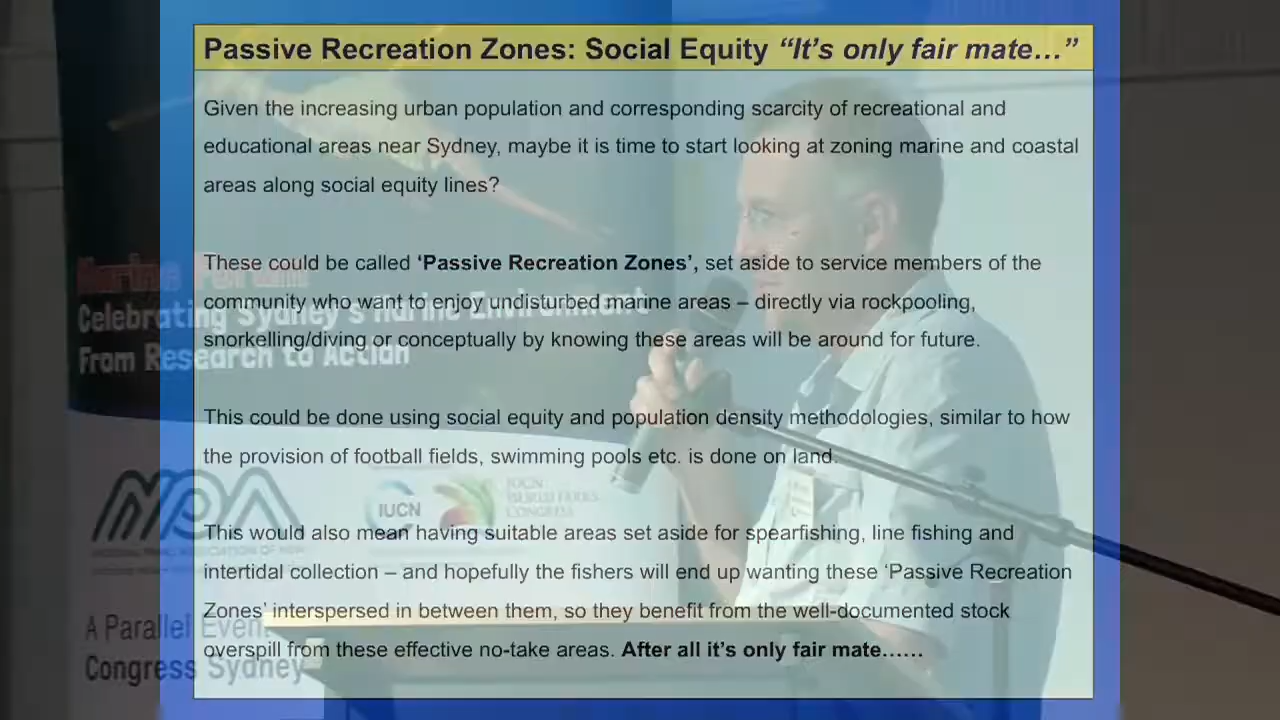 Passive Recreation Zones: Social Equity “It’s only fair mate…”
Given the increasing urban population and corresponding scarcity of recreational and
educational areas near Sydney, maybe it is time to start looking at zoning marine and coastal
areas along social equity lines?
These could be called ‘Passive Recreation Zones’, set aside to service members of the
community who want to enjoy undisturbed marine areas – directly via rockpooling,
snorkelling/diving or conceptually by knowing these areas will be around for future.
This could be done using social equity and population density methodologies, similar to how
the provision of football fields, swimming pools etc. is done on land.
This would also mean having suitable areas set aside for spearfishing, line fishing and
intertidal collection – and hopefully the fishers will end up wanting these ‘Passive Recreation
Zones’ interspersed in between them, so they benefit from the well-documented stock
overspill from these effective no-take areas. After all it’s only fair mate……
Celebrating Sydney's Marine Environment
From Research to Action
NPA
IUCN
IUCN
WORLD PARKS
CONGRESS
A Parallel Event
Congress Sydney